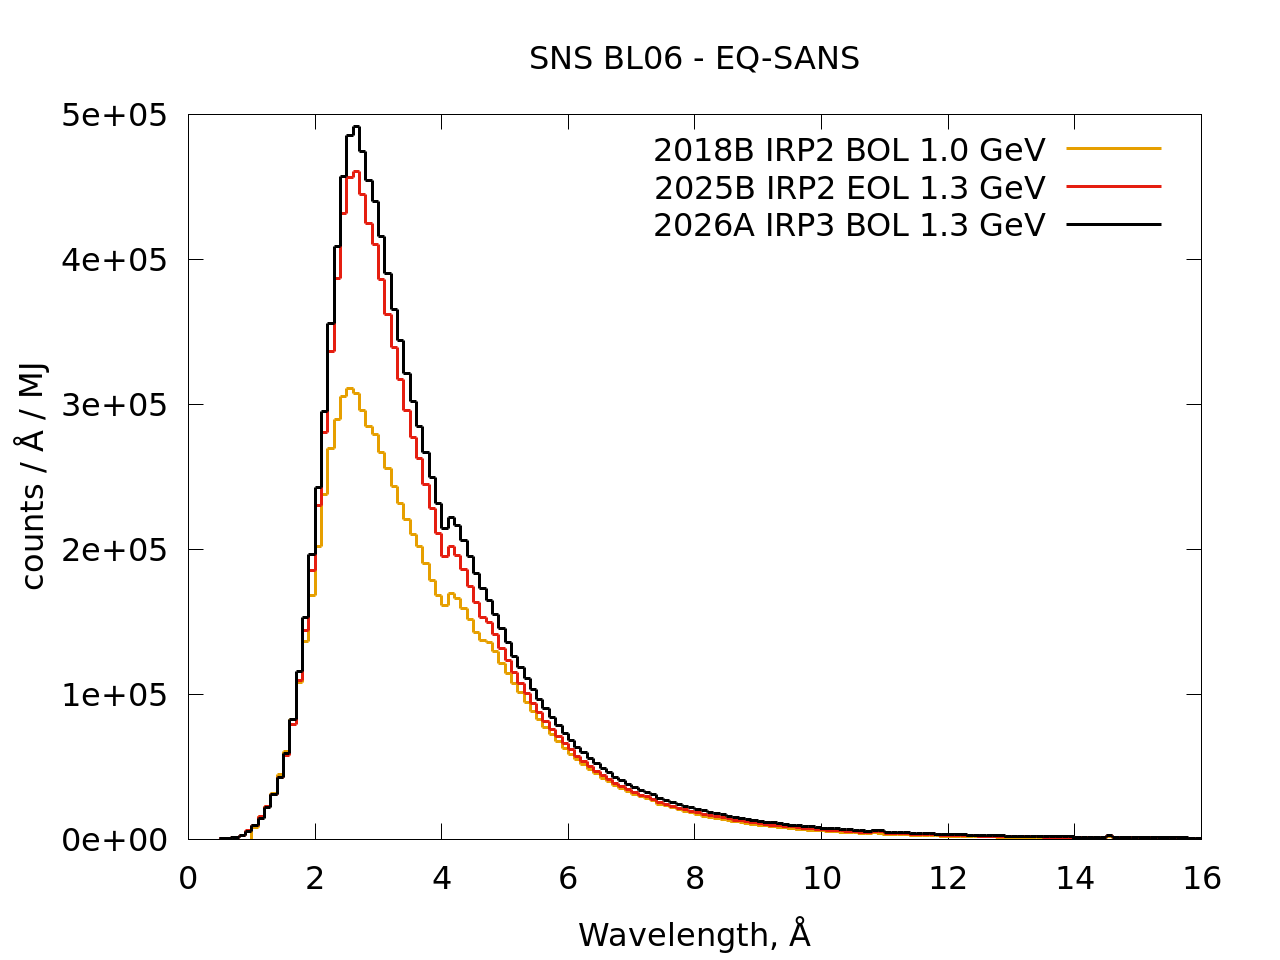 SNS BL06 - EQ-SANS
2018B IRP2 BOL 1.0 GeV
2025B IRP2 EOL 1.3 GeV
2026A IRP3 BOL 1.3 GeV
counts / Å / MJ
5e+05
4e+05
3e+05
2e+05
1e+05
0e+00
0 2 4 6 8 10 12 14 16
Wavelength, Å